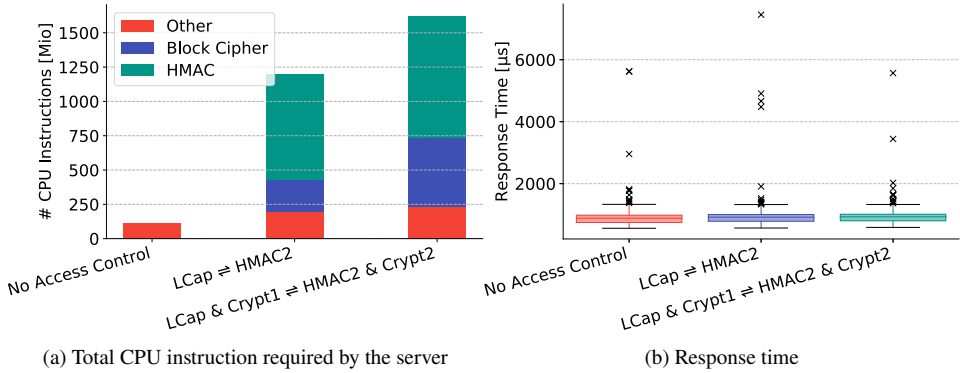 # CPU Instructions [Mio]
1500
1250
1000
750
500
250
0
Other
Block Cipher
HMAC
No Access Control
LCap ⇌ HMAC2
LCap & Crypt1 ⇌ HMAC2 & Crypt2
(a) Total CPU instruction required by the server
Response Time [µs]
6000
4000
2000
No Access Control
LCap ⇌ HMAC2
LCap & Crypt1 ⇌ HMAC2 & Crypt2
(b) Response time